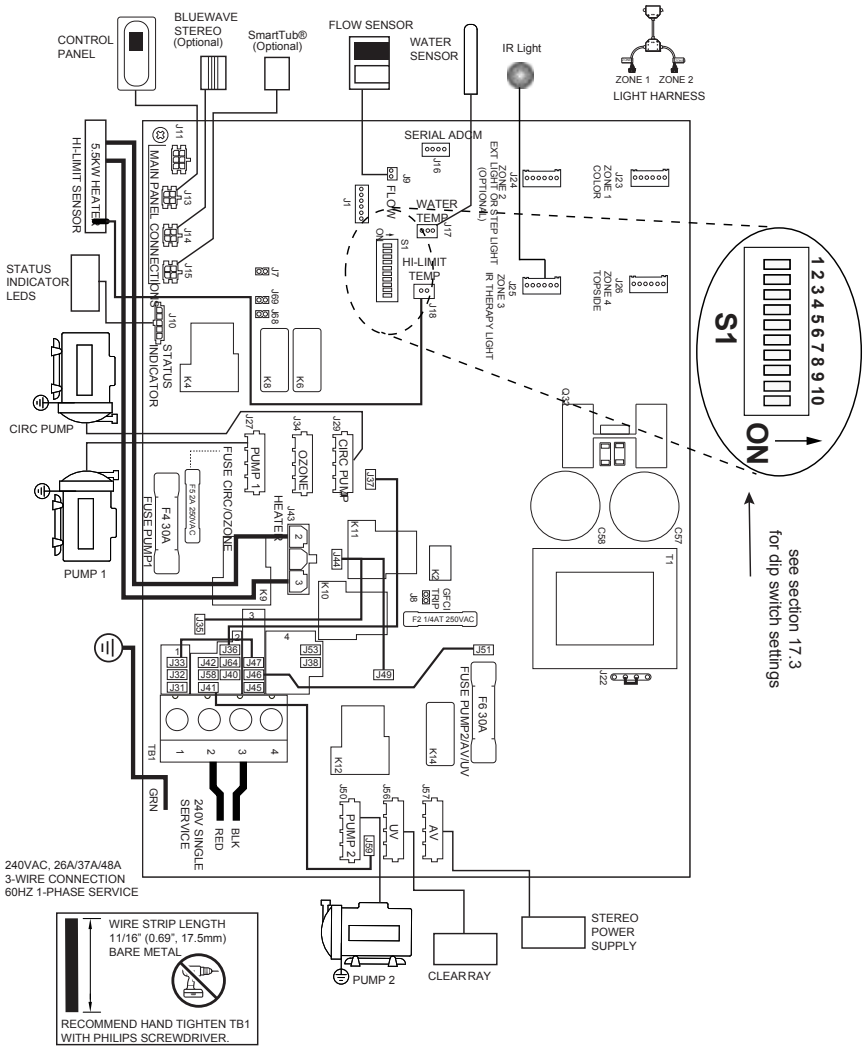 CONTROL
PANEL
BLUEWAVE
STEREO
(Optional)
SmartTub®
(Optional)
FLOW SENSOR
WATER
SENSOR
IR Light
ZONE 1
ZONE 2
LIGHT HARNESS
5.5KW HEATER
HI-LIMIT SENSOR
J11
MAIN PANEL CONNECTIONS
J13
J14
J15
SERIAL ADCM
J16
J9
FLOW
J1
WATER
TEMP
J17
ON
S1
HI-LIMIT
TEMP
J18
EXT LIGHT OR STEP LIGHT
(OPTIONAL)
ZONE 2
J24
ZONE 1
COLOR
J23
ZONE 3
IR THERAPY LIGHT
J25
ZONE 4
TOPSIDE
J26
1 2 3 4 5 6 7 8 9 10
S1
ON
see section 17.3
for dip switch settings
STATUS
INDICATOR
LEDS
J10
STATUS
INDICATOR
J7
J69
J68
K4
K8
K6
Q32
CIRC PUMP
J27
PUMP 1
J34
OZONE
J29
CIRC PUMP
J37
F4 30A
FUSE PUMP1
F5 2A 250VAC
FUSE CIRC/OZONE
PUMP 1
HEATER
J43
2
3
K9
K10
K11
J44
K2
GFCI
TRIP
J8
F2 1/4AT 250VAC
C58
C57
T1
J22
J35
1
2
3
4
J33
J32
J31
J42
J58
J41
J36
J64
J40
J47
J46
J45
J53
J38
J49
J51
F6 30A
FUSE PUMP2/AV/UV
K12
K14
TB1
1
2
3
4
GRN
240V SINGLE
SERVICE
RED
BLK
J50
PUMP 2
J59
J56
UV
J57
AV
240VAC, 26A/37A/48A
3-WIRE CONNECTION
60HZ 1-PHASE SERVICE
WIRE STRIP LENGTH
11/16" (0.69", 17.5mm)
BARE METAL
RECOMMEND HAND TIGHTEN TB1
WITH PHILIPS SCREWDRIVER.
PUMP 2
CLEARRAY
STEREO
POWER
SUPPLY